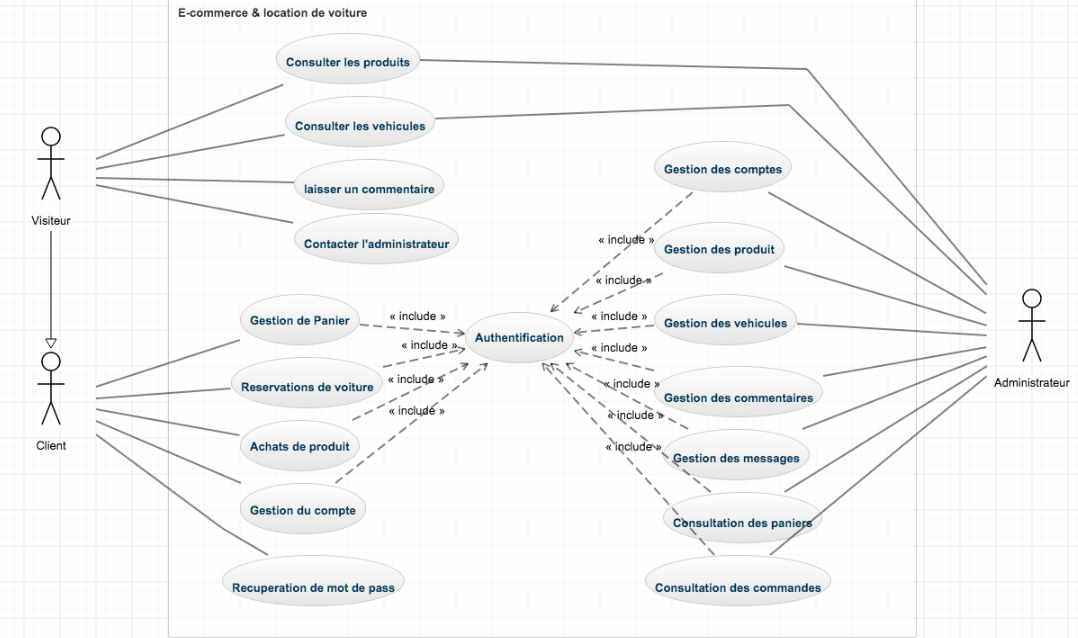 E-commerce & location de voiture
Consulter les produits
Consulter les vehicules
laisser un commentaire
Contacter l'administrateur
Visiteur
Gestion des comptes
« include »
Gestion des produit
« include »
Gestion de Panier
« include »
Authentification
« include »
Gestion des vehicules
« include »
« include »
Reservations de voiture
« include »
« include »
Gestion des commentaires
Administrateur
« include »
« include »
Client
Achats de produit
« include »
Gestion des messages
Gestion du compte
Consultation des paniers
Recuperation de mot de pass
Consultation des commandes